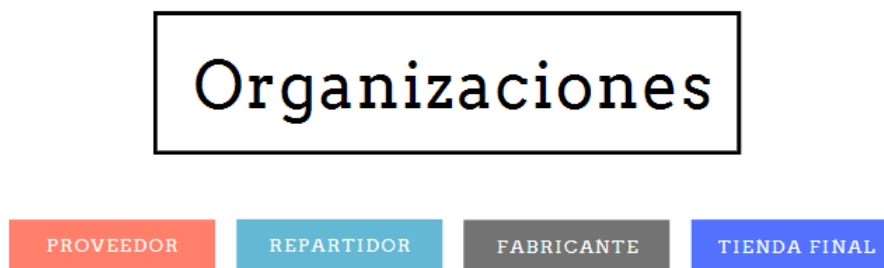 Organizaciones
PROVEEDOR REPARTIDOR FABRICANTE TIENDA FINAL